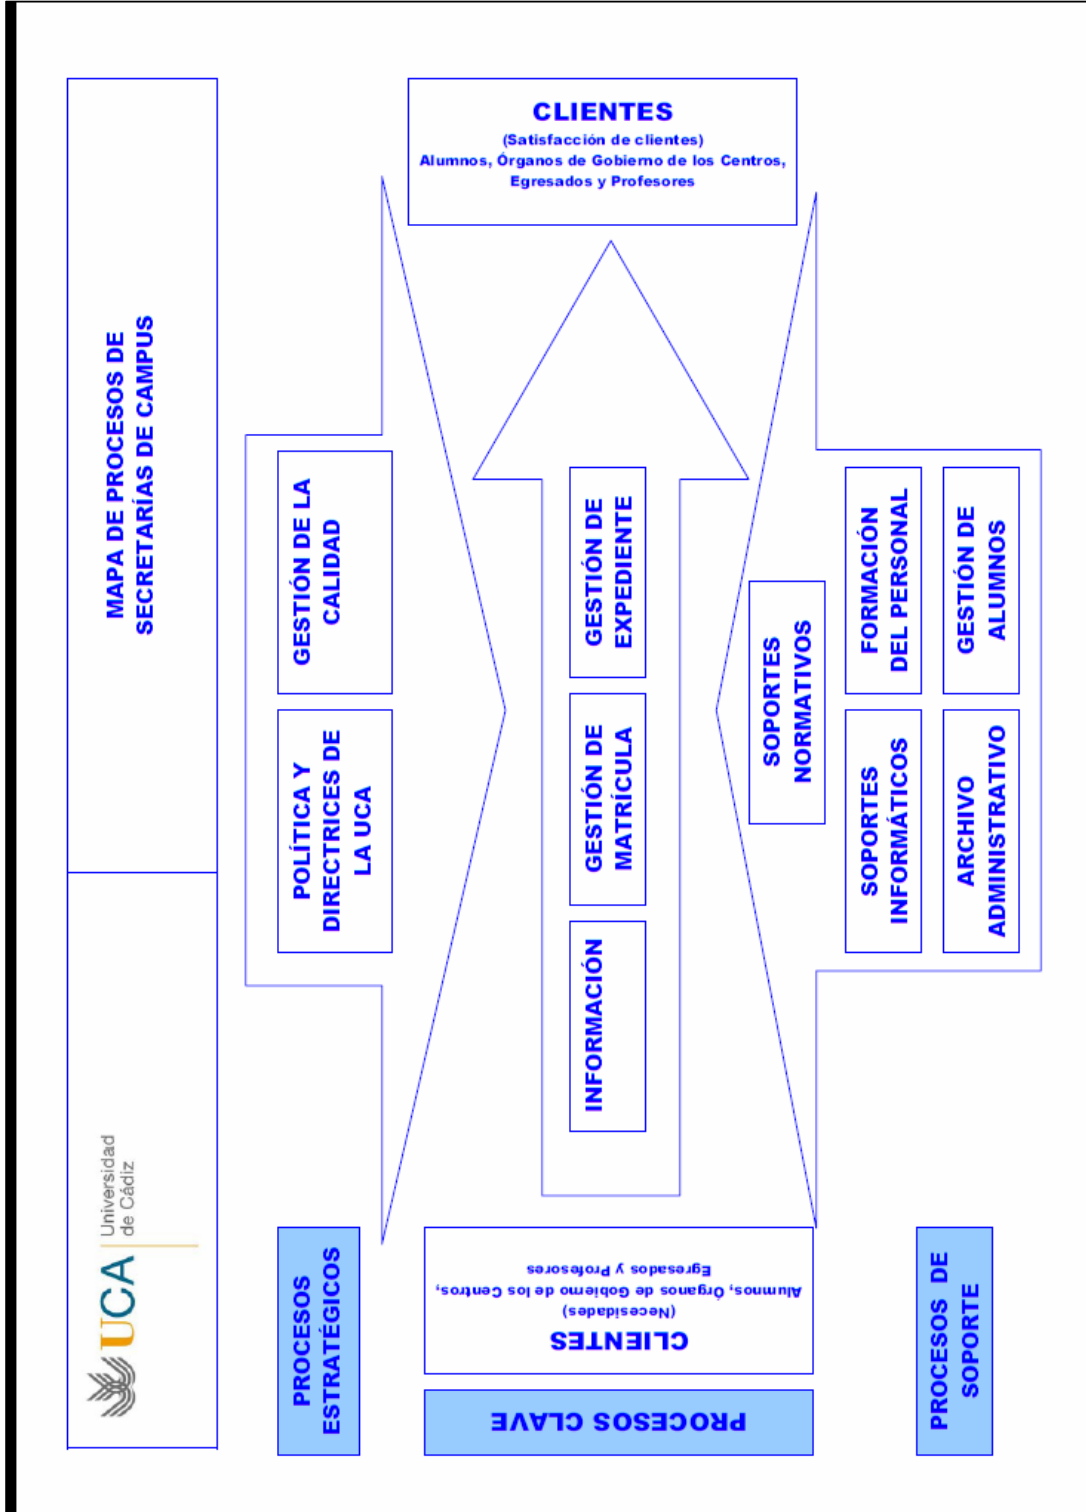 UCA
Universidad
de Cádiz
MAPA DE PROCESOS DE
SECRETARÍAS DE CAMPUS
PROCESOS
ESTRATÉGICOS
POLÍTICA Y
DIRECTRICES DE
LA UCA
GESTIÓN DE LA
CALIDAD
PROCESOS CLAVE
CLIENTES
(Necesidades)
Alumnos, Órganos de Gobierno de los Centros,
Egresados y Profesores
INFORMACIÓN
GESTIÓN DE
MATRÍCULA
GESTIÓN DE
EXPEDIENTE
CLIENTES
(Satisfacción de clientes)
Alumnos, Órganos de Gobierno de los Centros,
Egresados y Profesores
PROCESOS DE
SOPORTE
SOPORTES
NORMATIVOS
SOPORTES
INFORMÁTICOS
FORMACIÓN
DEL PERSONAL
ARCHIVO
ADMINISTRATIVO
GESTIÓN DE
ALUMNOS